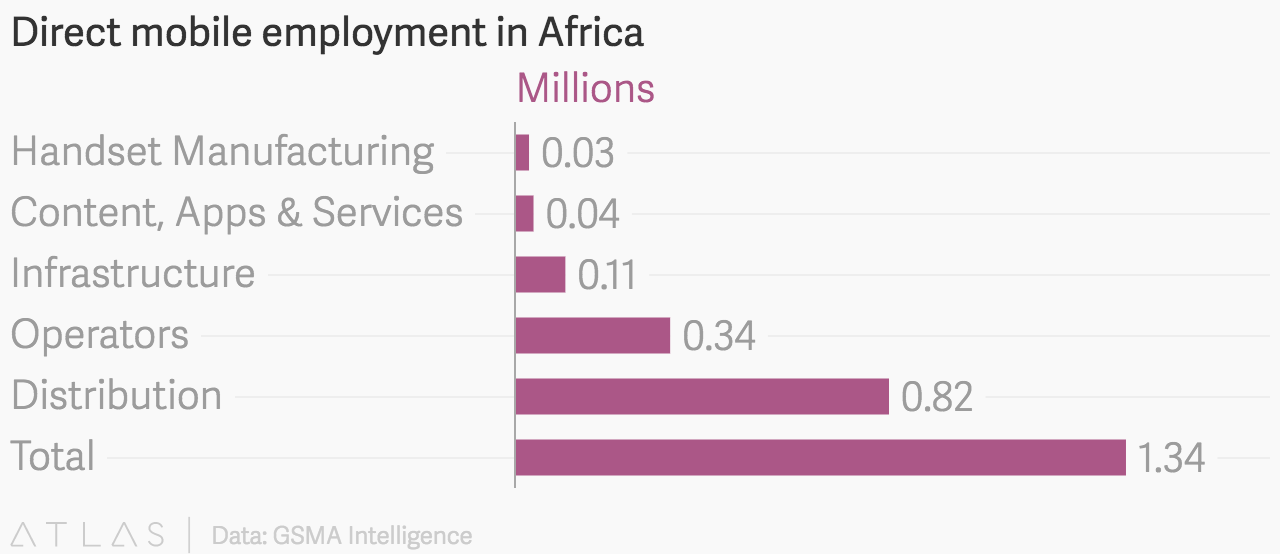 Direct mobile employment in Africa
Millions
Handset Manufacturing 0.03
Content, Apps & Services 0.04
Infrastructure 0.11
Operators 0.34
Distribution 0.82
Total 1.34
ATLAS | Data: GSMA Intelligence